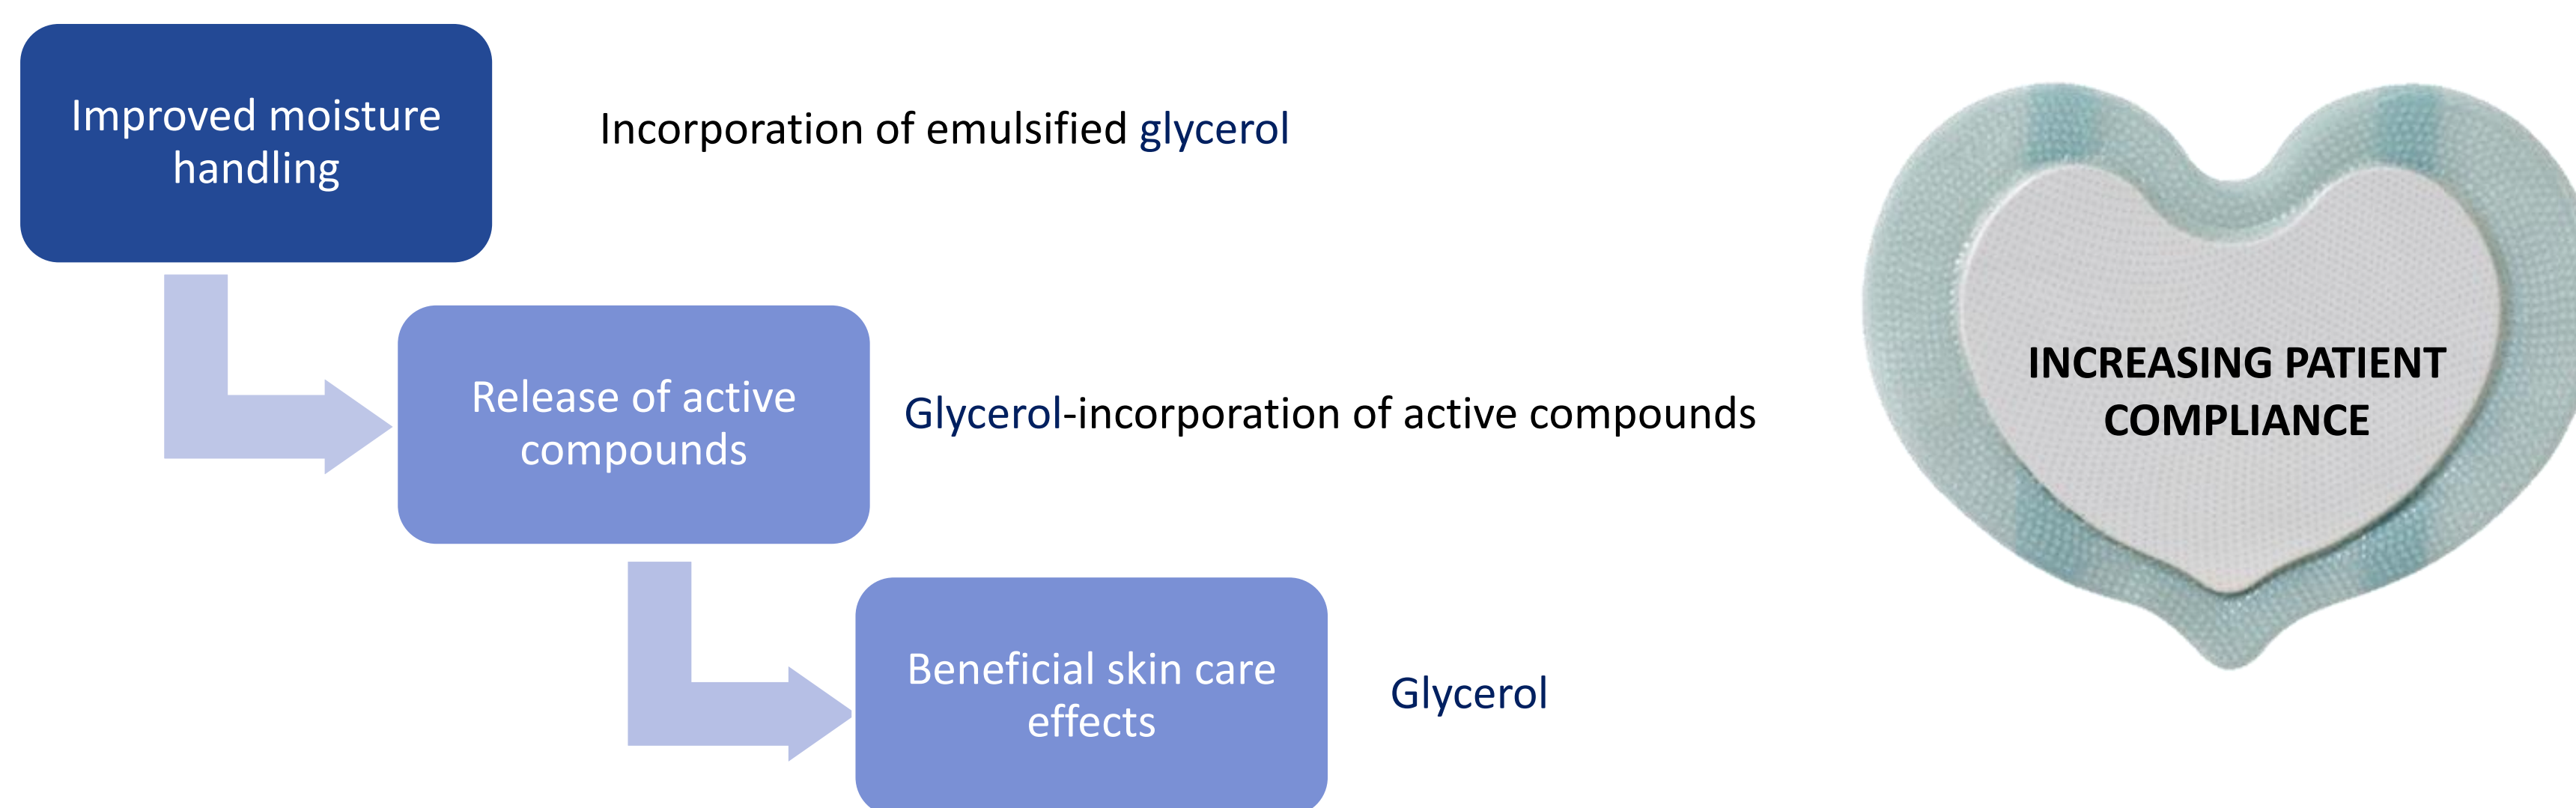 Improved moisture
handling
Incorporation of emulsified glycerol
Release of active
compounds
Glycerol-incorporation of active compounds
INCREASING PATIENT
COMPLIANCE
Beneficial skin care
effects
Glycerol